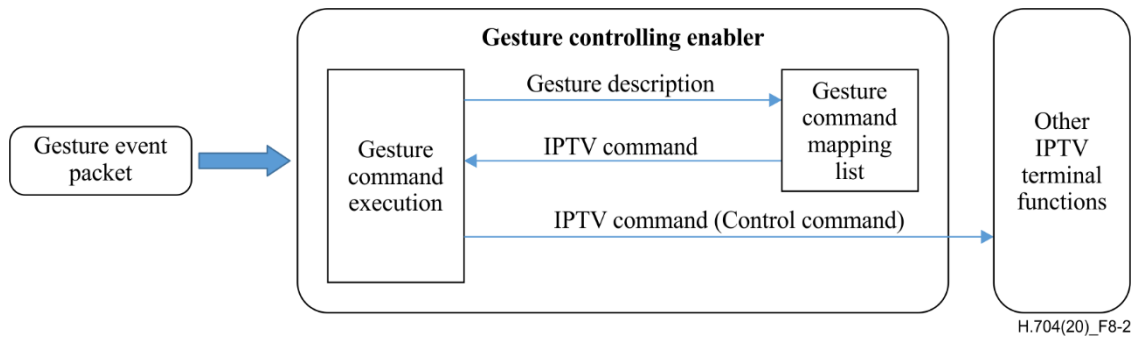 Gesture controlling enabler
Gesture event
packet
Gesture
command
execution
Gesture description
IPTV command
IPTV command (Control command)
Gesture
command
mapping
list
Other
IPTV
terminal
functions
H.704(20)_F8-2